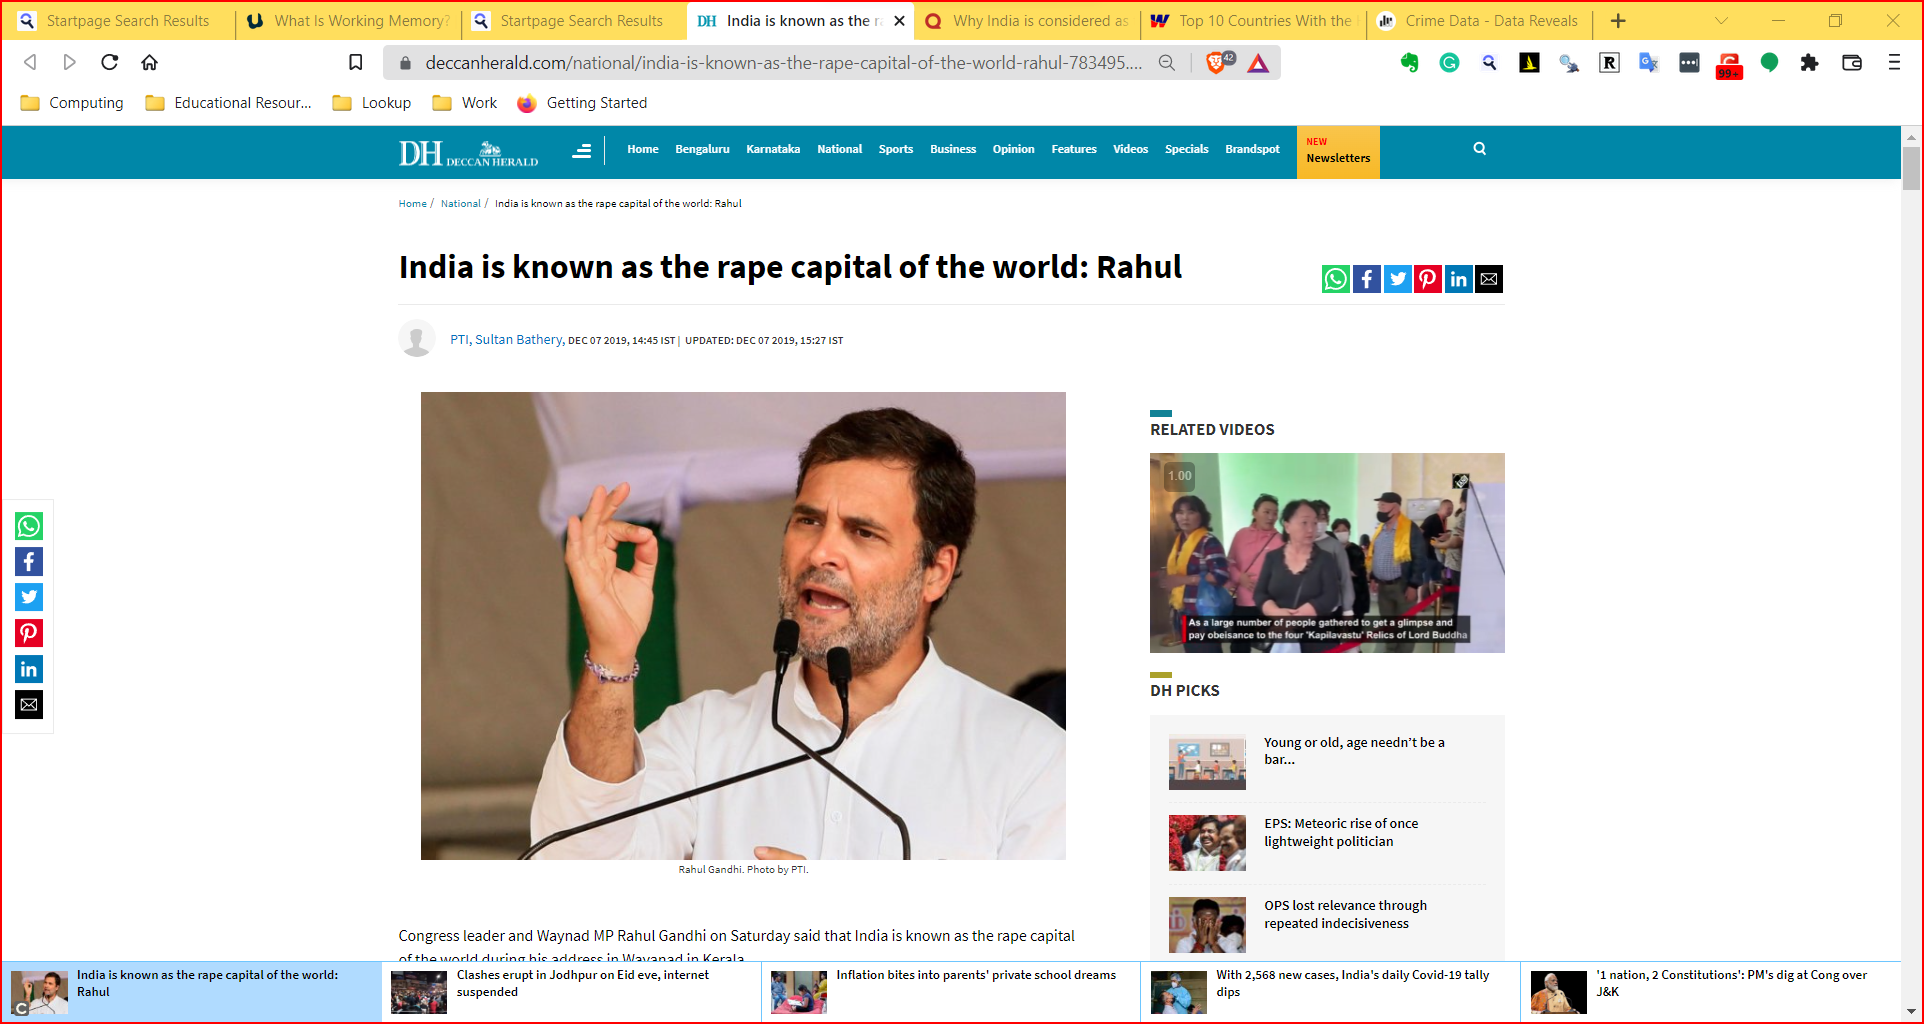 Startpage Search Results
What Is Working Memory?
Startpage Search Results
DH India is known as the ra
Why India is considered as
Top 10 Countries With the
Crime Data - Data Reveals
deccanherald.com/national/india-is-known-as-the-rape-capital-of-the-world-rahul-783495....
42
99+
Computing
Educational Resour...
Lookup
Work
Getting Started
DH DECCAN HERALD
Home
Bengaluru
Karnataka
National
Sports
Business
Opinion
Features
Videos
Specials
Brandspot
NEW
Newsletters
Home / National / India is known as the rape capital of the world: Rahul
India is known as the rape capital of the world: Rahul
PTI, Sultan Bathery, DEC 07 2019, 14:45 IST | UPDATED: DEC 07 2019, 15:27 IST
RELATED VIDEOS
1.00
As a large number of people gathered to get a glimpse and
pay obeisance to the four 'Kapilavastu' Relics of Lord Buddha
DH PICKS
Young or old, age needn’t be a
bar...
EPS: Meteoric rise of once
lightweight politician
OPS lost relevance through
repeated indecisiveness
Rahul Gandhi. Photo by PTI.
Congress leader and Waynad MP Rahul Gandhi on Saturday said that India is known as the rape capital
of the world during his address in Wayanad in Kerala.
India is known as the rape capital of the world:
Rahul
Clashes erupt in Jodhpur on Eid eve, internet
suspended
Inflation bites into parents' private school dreams
With 2,568 new cases, India's daily Covid-19 tally
dips
'1 nation, 2 Constitutions': PM's dig at Cong over
J&K